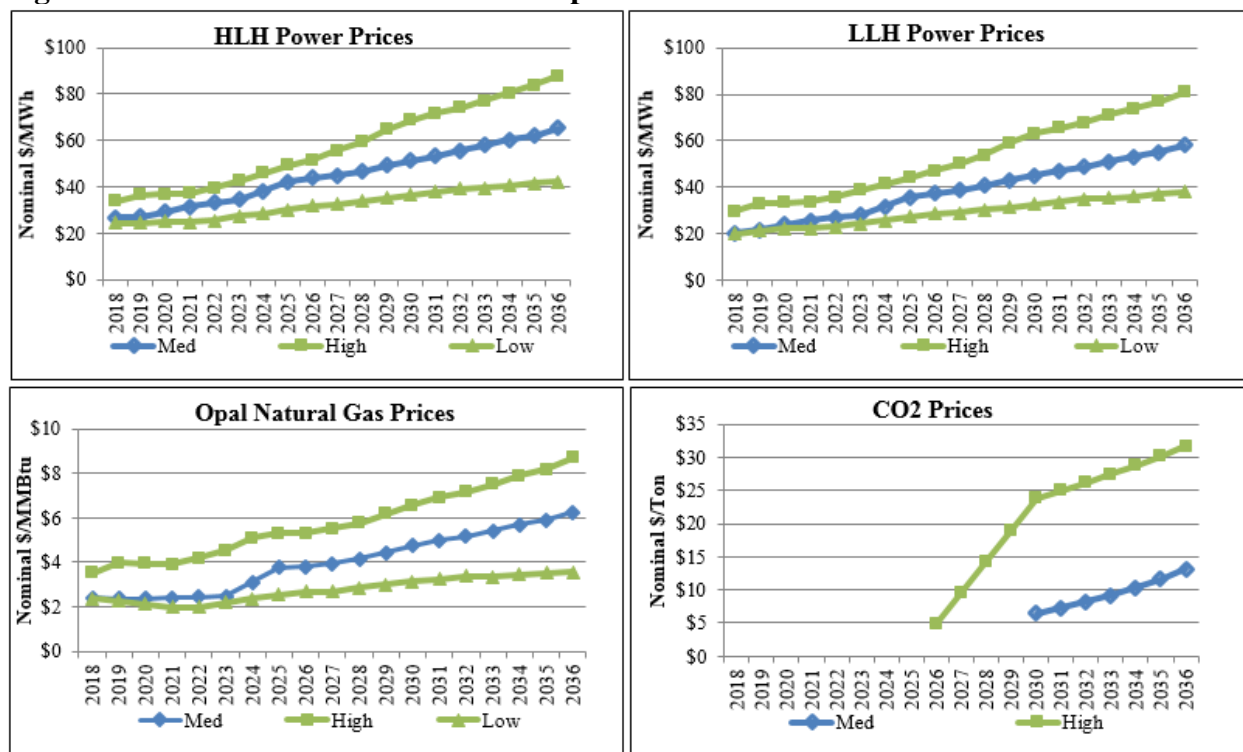 HLH Power Prices
Nominal $/MWh
$100
$80
$60
$40
$20
$0
2018 2019 2020 2021 2022 2023 2024 2025 2026 2027 2028 2029 2030 2031 2032 2033 2034 2035 2036
Med High Low
LLH Power Prices
Nominal $/MWh
$100
$80
$60
$40
$20
$0
2018 2019 2020 2021 2022 2023 2024 2025 2026 2027 2028 2029 2030 2031 2032 2033 2034 2035 2036
Med High Low
Opal Natural Gas Prices
Nominal $/MMBtu
$10
$8
$6
$4
$2
$0
2018 2019 2020 2021 2022 2023 2024 2025 2026 2027 2028 2029 2030 2031 2032 2033 2034 2035 2036
Med High Low
CO2 Prices
Nominal $/Ton
$35
$30
$25
$20
$15
$10
$5
$0
2018 2019 2020 2021 2022 2023 2024 2025 2026 2027 2028 2029 2030 2031 2032 2033 2034 2035 2036
Med High